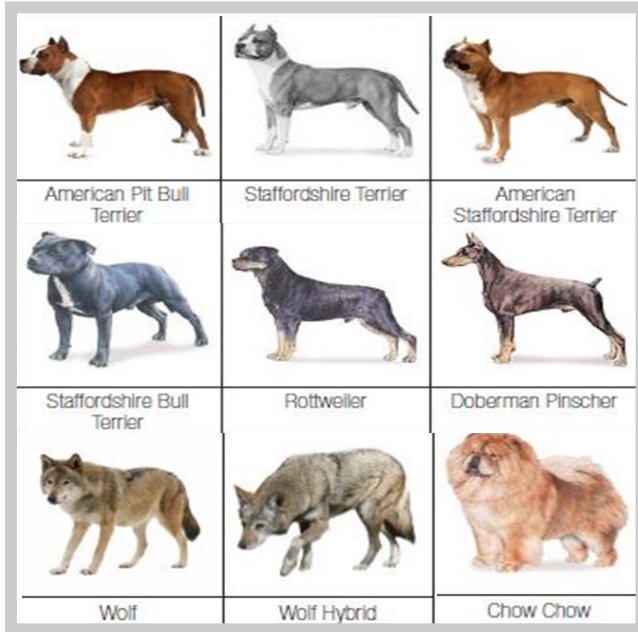 American Pit Bull
Terrier
Staffordshire Terrier
American
Staffordshire Terrier
Staffordshire Bull
Terrier
Rottweiler
Doberman Pinscher
Wolf
Wolf Hybrid
Chow Chow